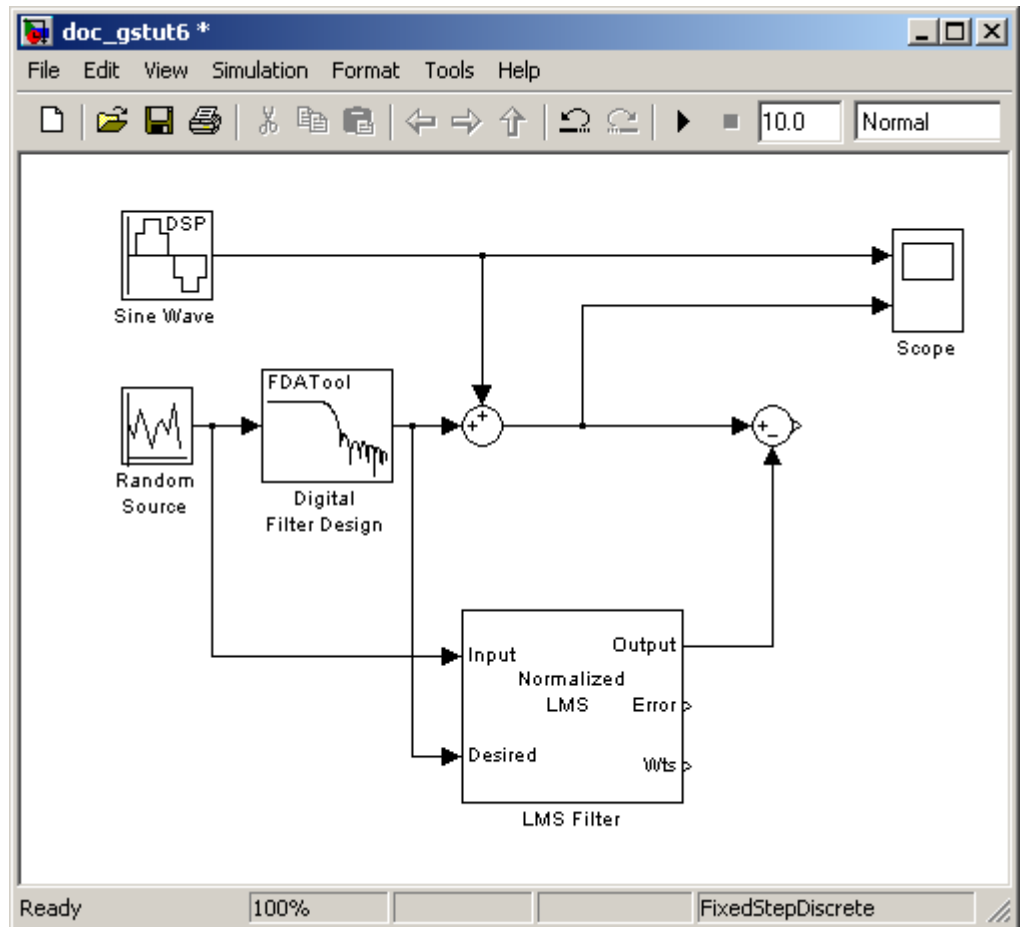 doc_gstut6 *
File Edit View Simulation Format Tools Help
10.0 Normal
DSP
Sine Wave
Scope
FDATool
Random
Source
Digital
Filter Design
Input
Output
Normalized
LMS
Error
Desired
Wts
LMS Filter
Ready 100% FixedStepDiscrete